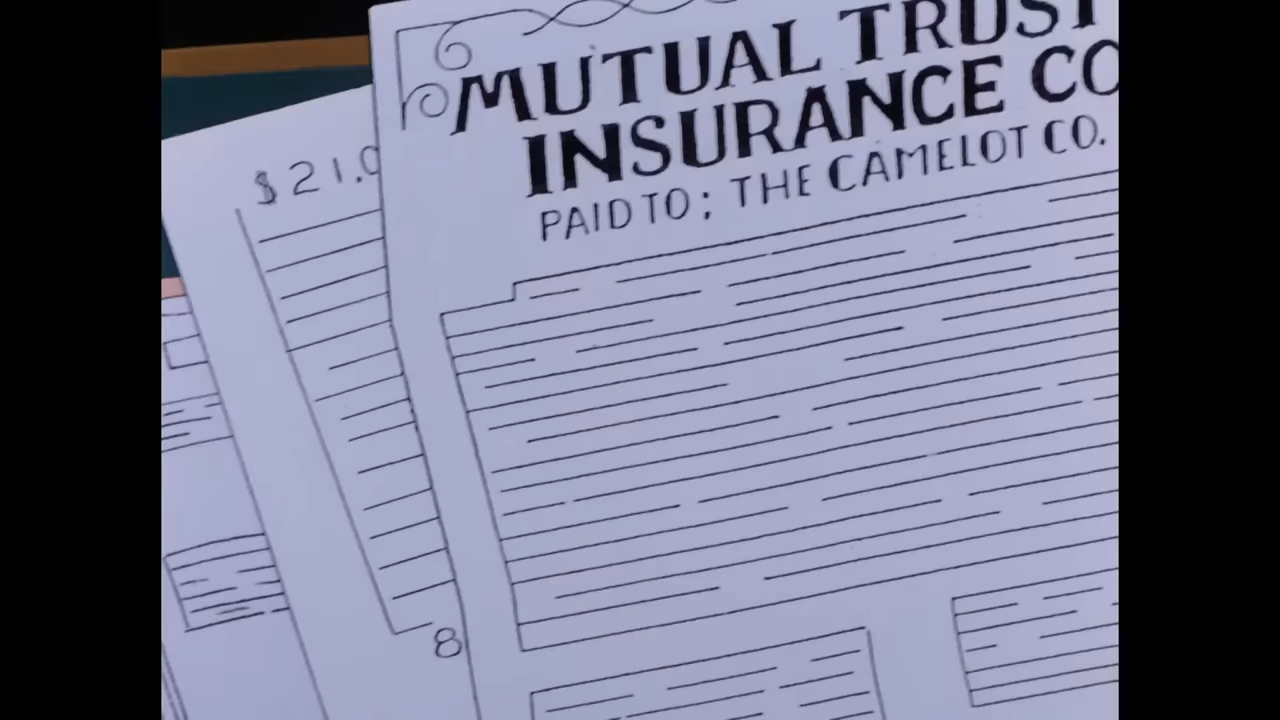 MUTUAL TRUST
INSURANCE CO
PAID TO; THE CAMELOT CO.
$21.0
8